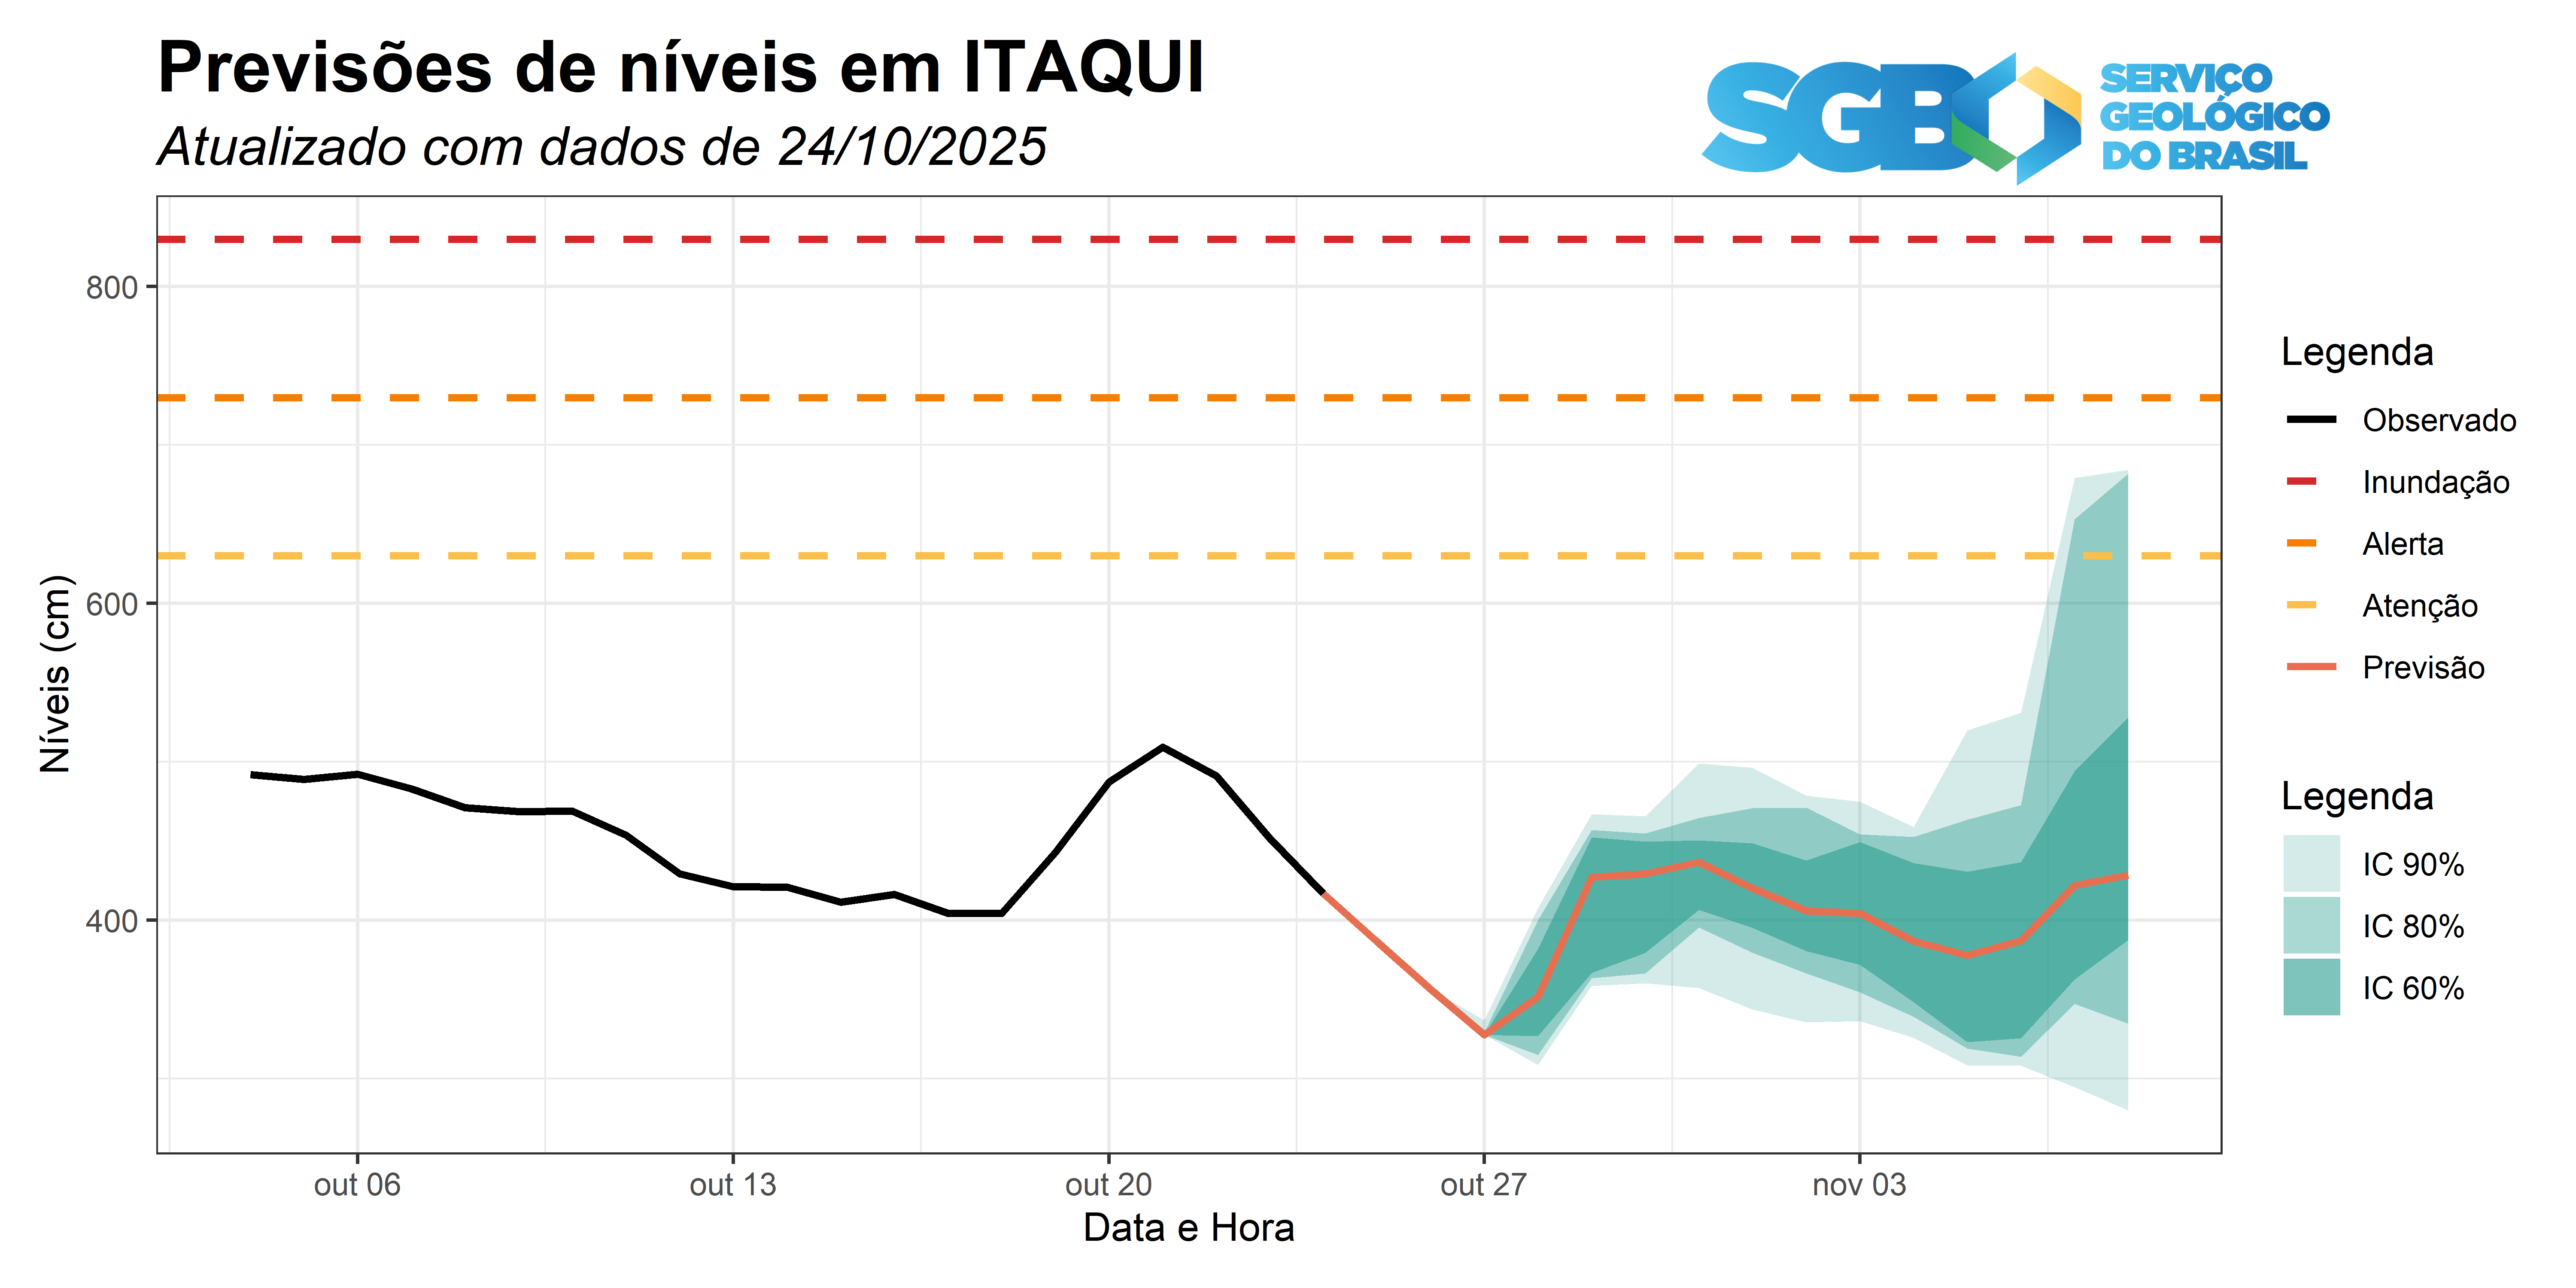 Previsões de níveis em ITAQUI
Atualizado com dados de 24/10/2025
SGB
SERVIÇO
GEOLÓGICO
DO BRASIL
Níveis (cm)
800
600
400
out 06
out 13
out 20
out 27
nov 03
Data e Hora
Legenda
Observado
Inundação
Alerta
Atenção
Previsão
Legenda
IC 90%
IC 80%
IC 60%